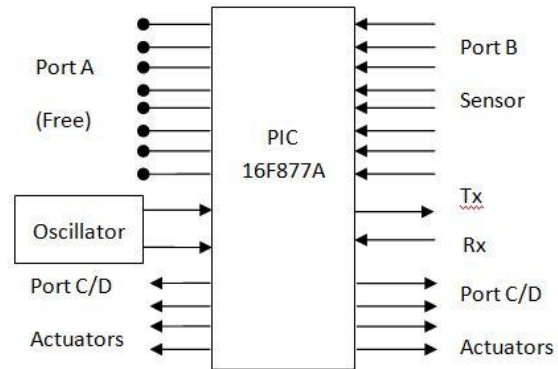 Port A
(Free)
Oscillator
Port C/D
Actuators
PIC
16F877A
Port B
Sensor
Tx
Rx
Port C/D
Actuators